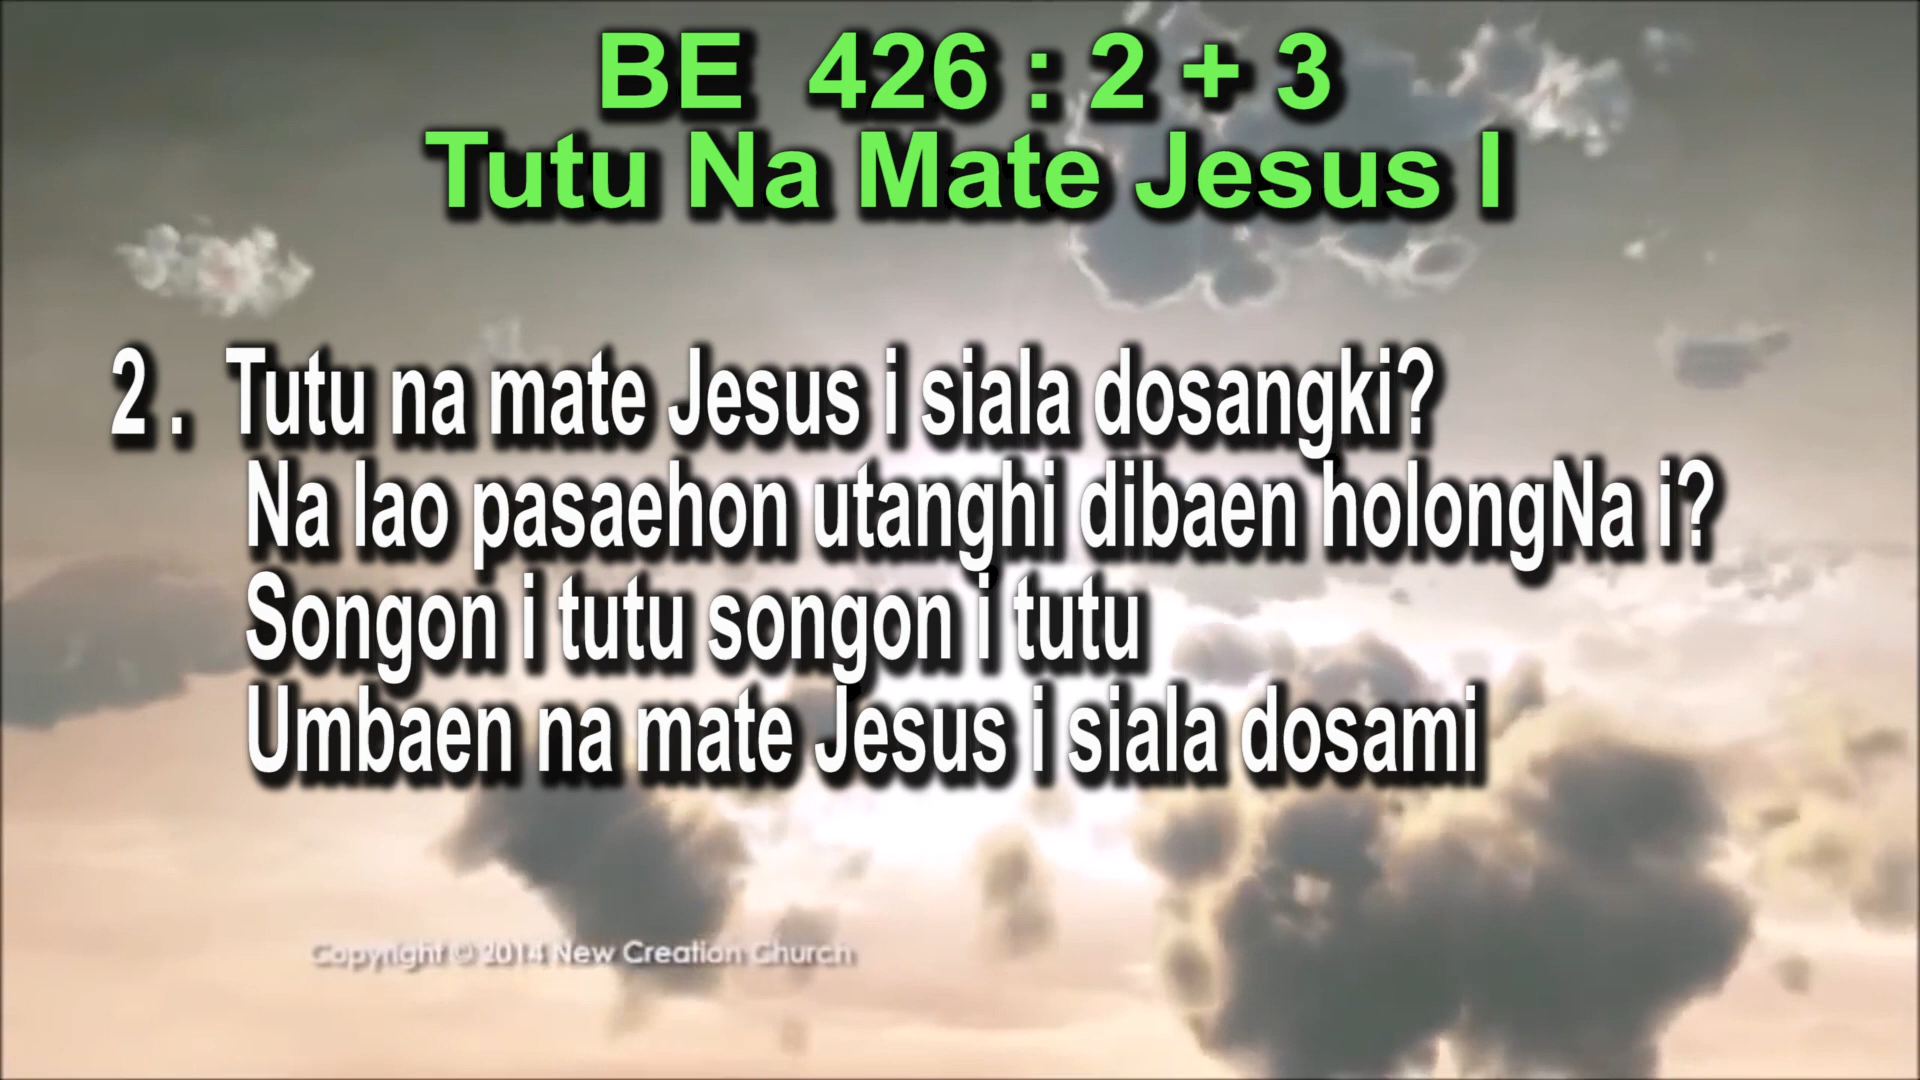 BE 426 : 2 + 3
Tutu Na Mate Jesus I
2 . Tutu na mate Jesus i siala dosangki?
Na lao pasaehon utanghi dibaen holongNa i?
Songon i tutu songon i tutu
Umbaen na mate Jesus i siala dosami
Copyright © 2014 New Creation Church